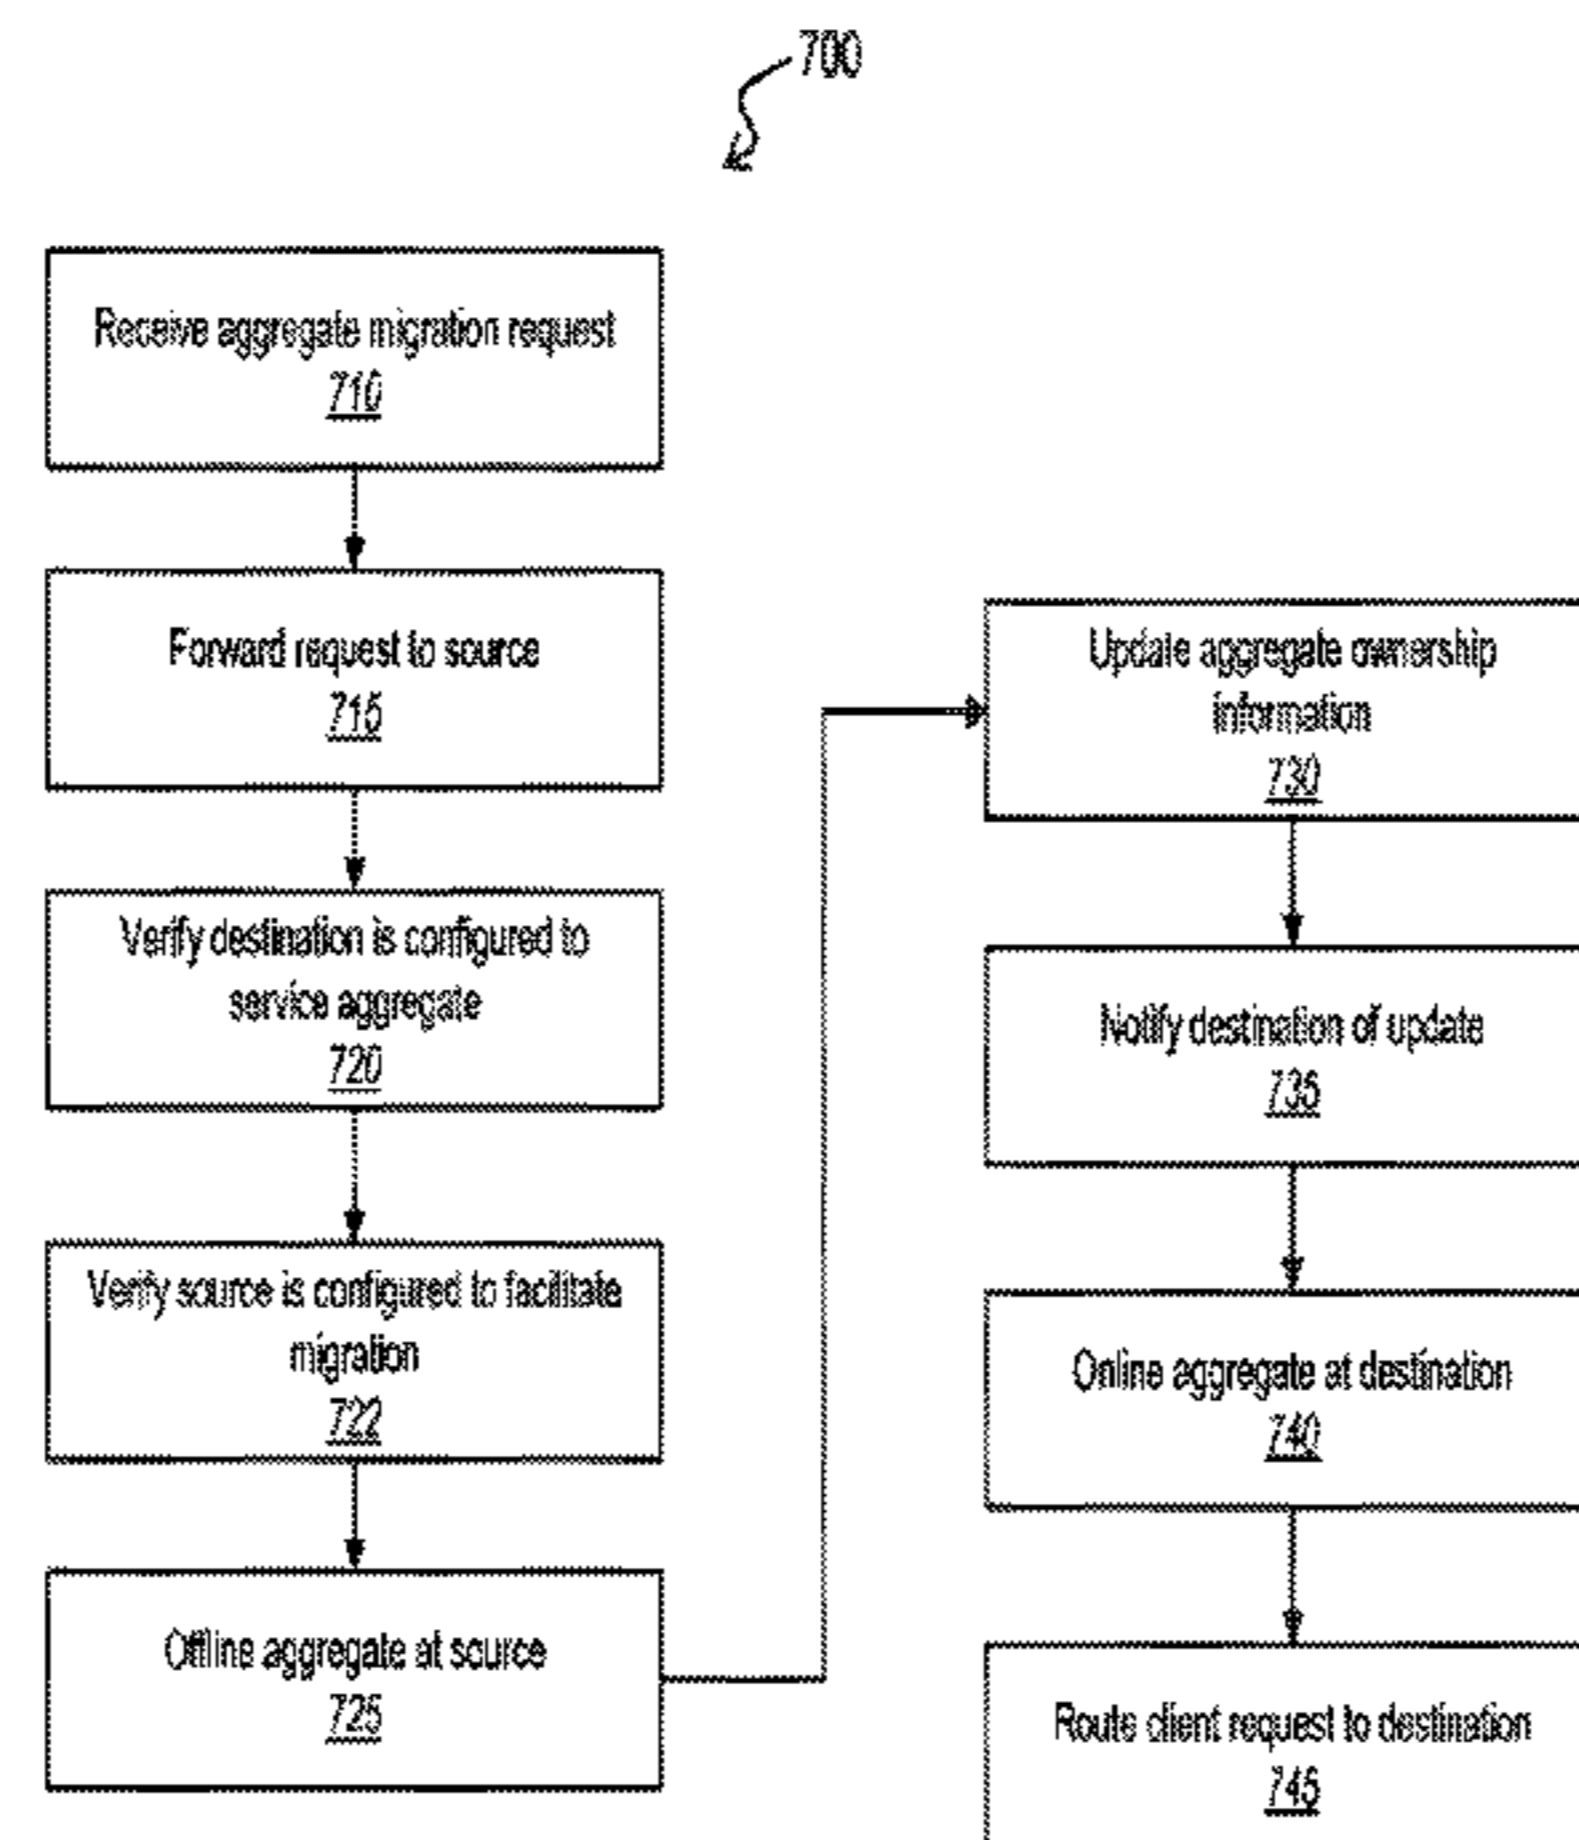 700
Receive aggregate migration request
710
Forward request to source
715
Verify destination is configured to
service aggregate
720
Verify source is configured to facilitate
migration
722
Offline aggregate at source
725
Update aggregate ownership
information
730
Notify destination of update
735
Online aggregate at destination
740
Route client request to destination
745